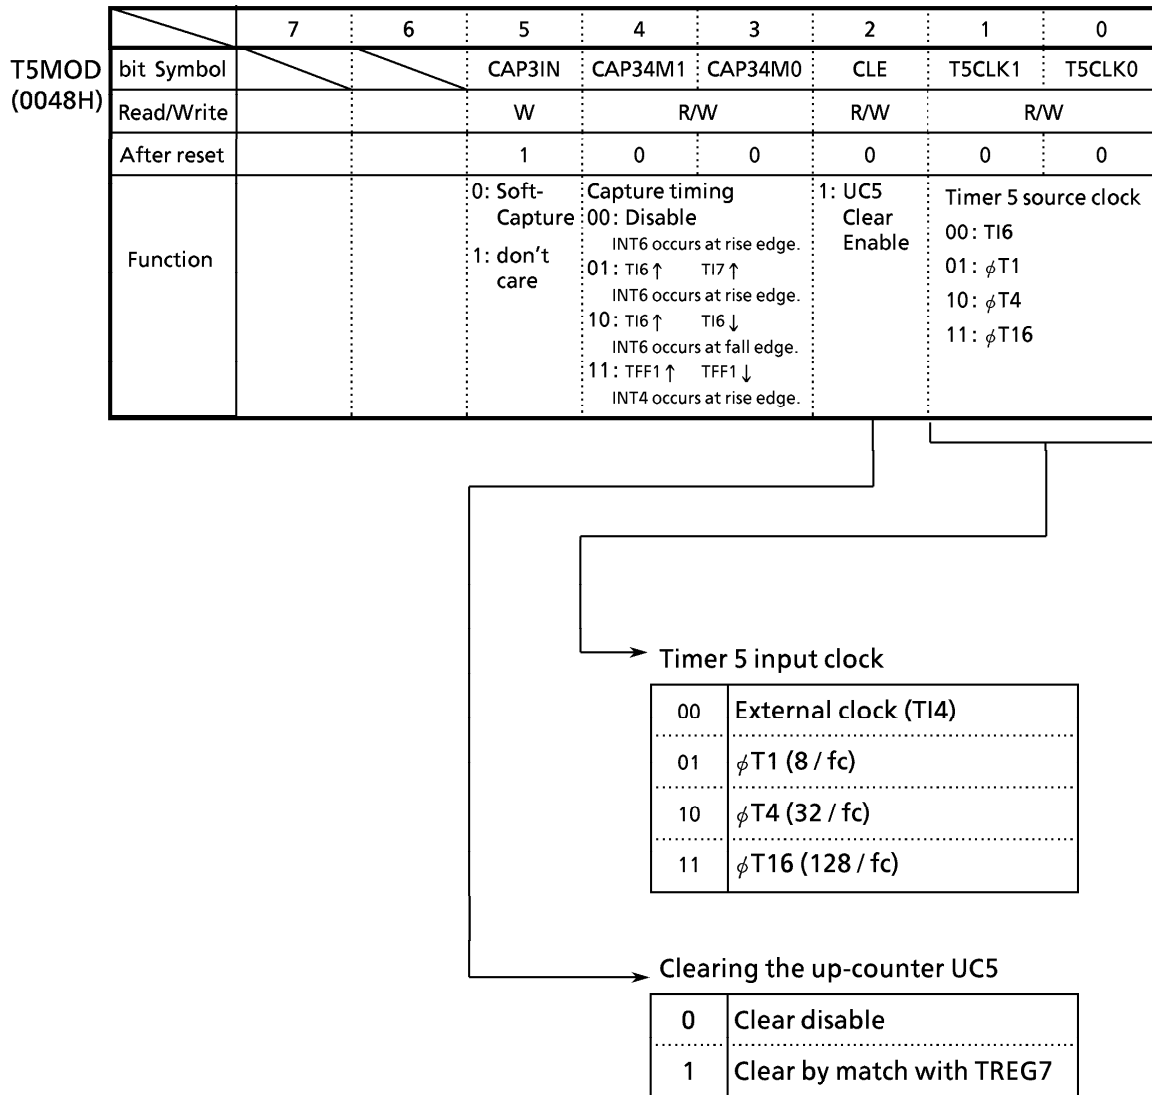 7 6 5 4 3 2 1 0
T5MOD
(0048H)
bit Symbol CAP3IN CAP34M1 CAP34M0 CLE T5CLK1 T5CLK0
Read/Write W R/W R/W R/W
After reset 1 0 0 0 0 0
Function
0: Soft-
Capture
1: don't
care
Capture timing
00: Disable
INT6 occurs at rise edge.
01: TI6↑ TI7↑
INT6 occurs at rise edge.
10: TI6↑ TI6↓
INT6 occurs at fall edge.
11: TFF1↑ TFF1↓
INT4 occurs at rise edge.
1: UC5
Clear
Enable
Timer 5 source clock
00: TI6
01: ϕT1
10: ϕT4
11: ϕT16
Timer 5 input clock
00 External clock (TI4)
01 ϕT1 (8 / fc)
10 ϕT4 (32 / fc)
11 ϕT16 (128 / fc)
Clearing the up-counter UC5
0 Clear disable
1 Clear by match with TREG7